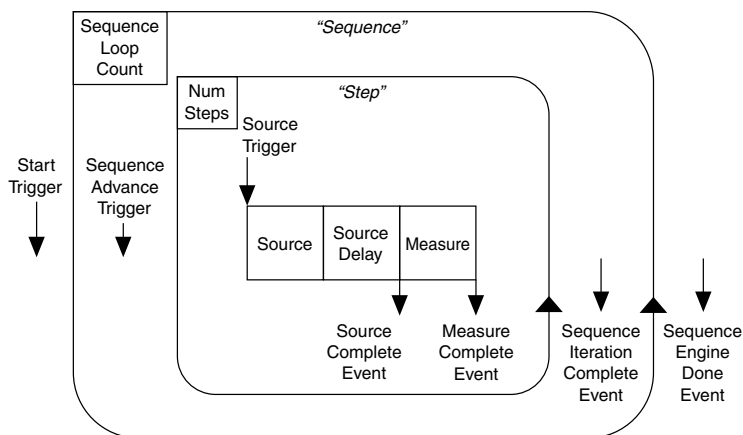 Sequence
Loop
Count
“Sequence”
Num
Steps
“Step”
Source
Trigger
Start
Trigger
Sequence
Advance
Trigger
Source
Source
Delay
Measure
Source
Complete
Event
Measure
Complete
Event
Sequence
Iteration
Complete
Event
Sequence
Engine
Done
Event